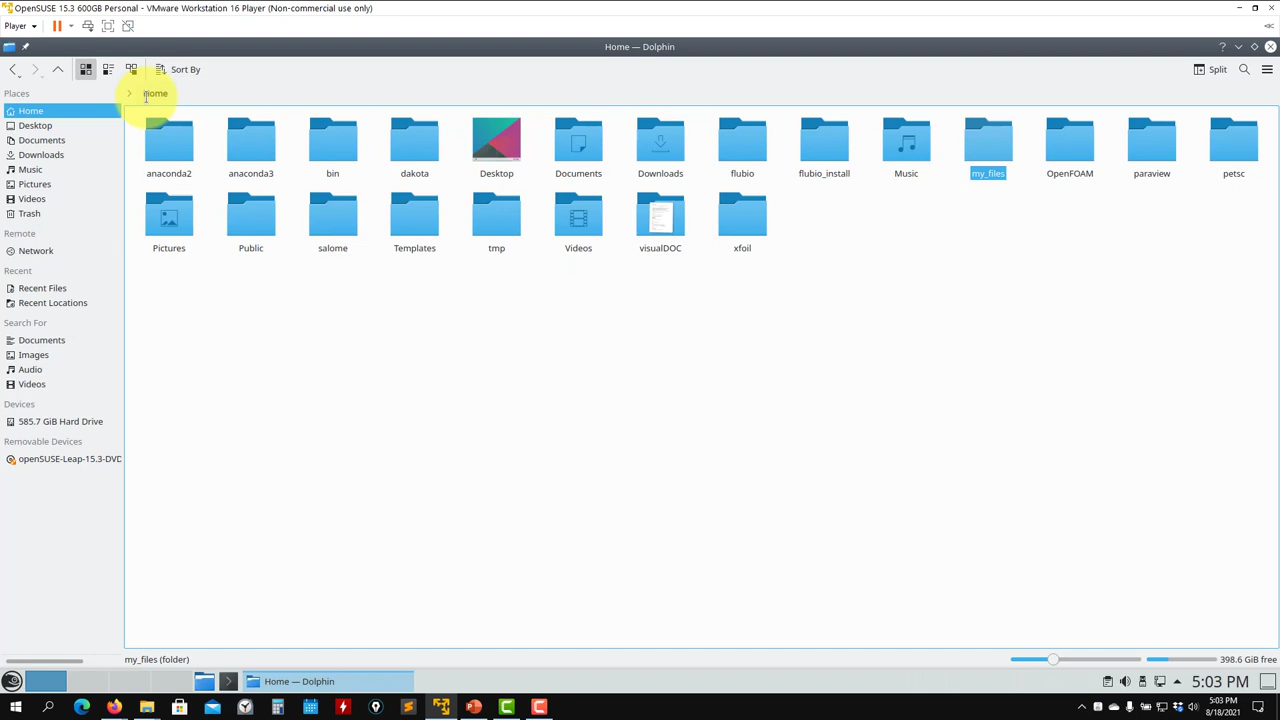 OpenSUSE 15.3 600GB Personal - VMware Workstation 16 Player (Non-commercial use only)
Player
Home — Dolphin
Sort By
Split
Places
Home
Home
Desktop
Documents
Downloads
Music
Pictures
Videos
Trash
Remote
Network
Recent
Recent Files
Recent Locations
Search For
Documents
Images
Audio
Videos
Devices
585.7 GiB Hard Drive
Removable Devices
openSUSE-Leap-15.3-DVD
anaconda2 anaconda3 bin dakota Desktop Documents Downloads flubio flubio_install Music my_files OpenFOAM paraview petsc
Pictures Public salome Templates tmp Videos visualDOC xfoil
my_files (folder)
398.6 GiB free
Home — Dolphin
5:03 PM
5:03 PM
8/18/2021